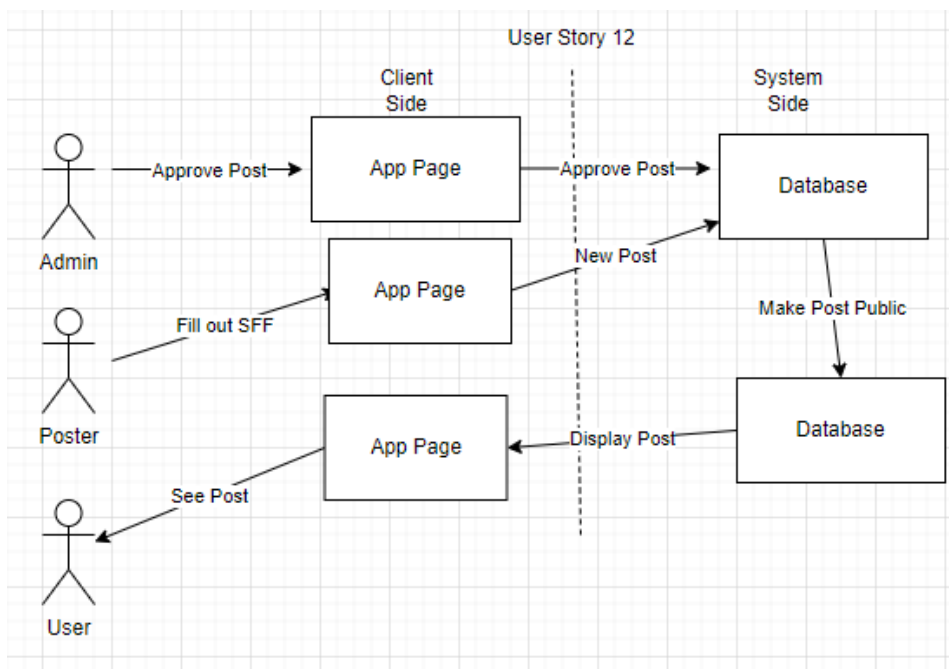 User Story 12
Client
Side
System
Side
Approve Post
App Page
Approve Post
Database
Admin
App Page
New Post
Fill out SFF
Make Post Public
Poster
App Page
Display Post
Database
See Post
User